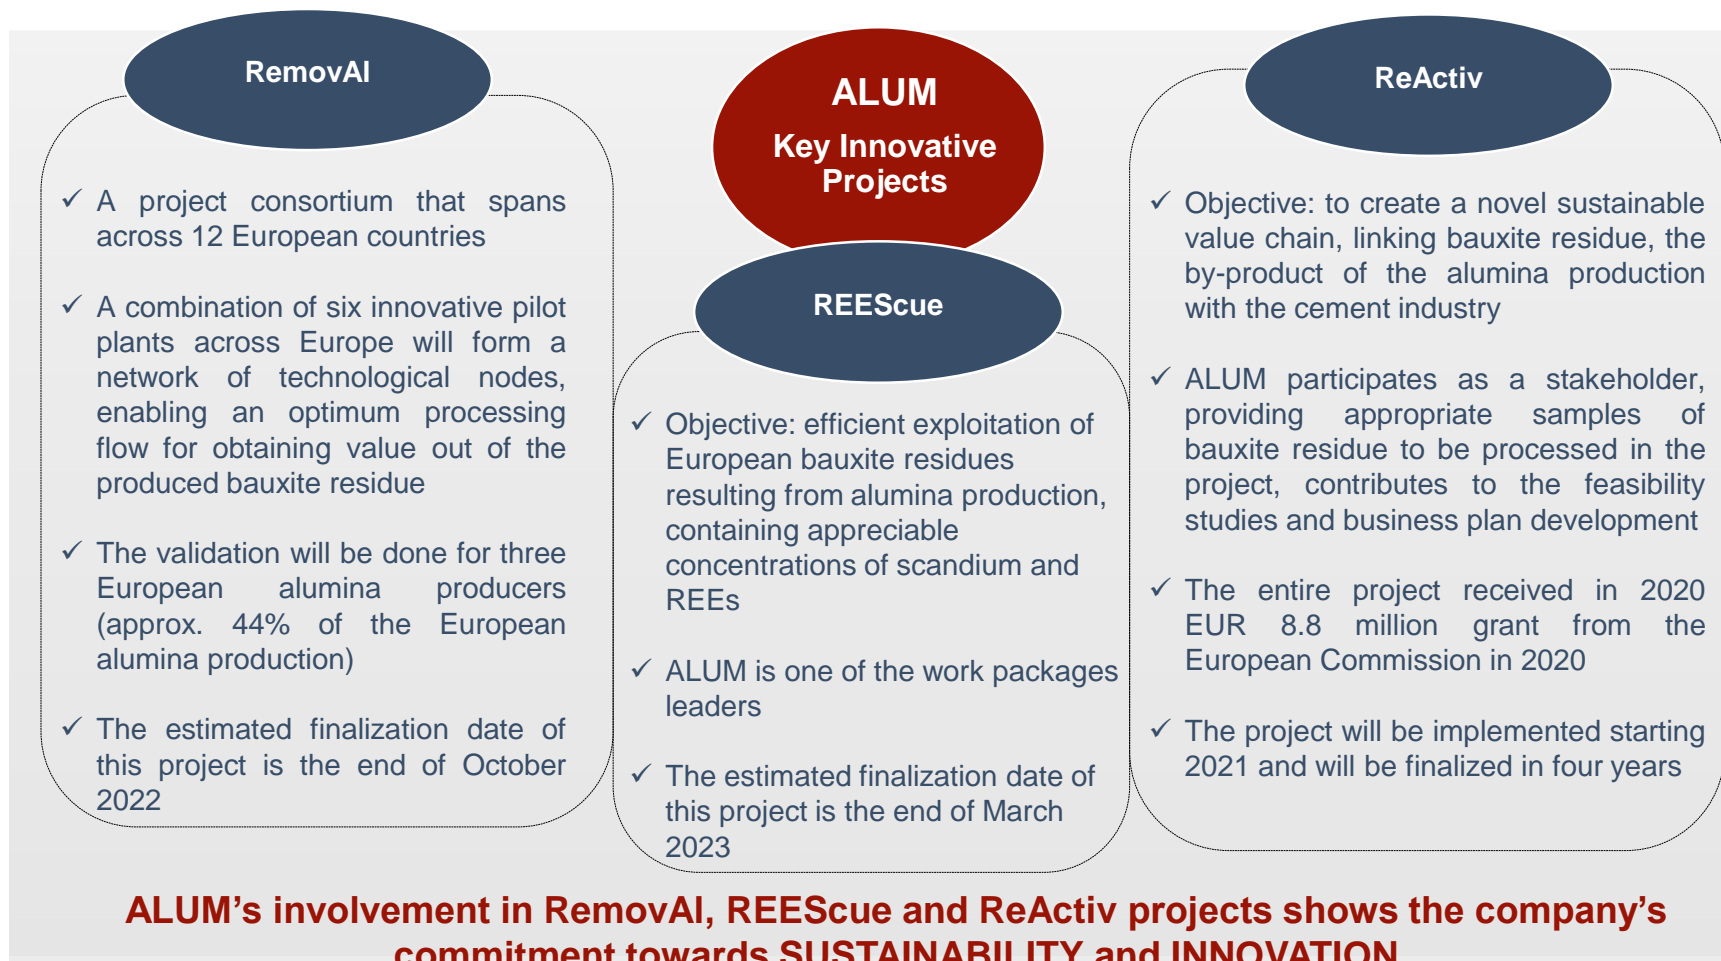 RemovAl
✓ A project consortium that spans
across 12 European countries
✓ A combination of six innovative pilot
plants across Europe will form a
network of technological nodes,
enabling an optimum processing
flow for obtaining value out of the
produced bauxite residue
✓ The validation will be done for three
European alumina producers
(approx. 44% of the European
alumina production)
✓ The estimated finalization date of
this project is the end of October
2022
ALUM
Key Innovative
Projects
REEScue
✓ Objective: efficient exploitation of
European bauxite residues
resulting from alumina production,
containing appreciable
concentrations of scandium and
REEs
✓ ALUM is one of the work packages
leaders
✓ The estimated finalization date of
this project is the end of March
2023
ReActiv
✓ Objective: to create a novel sustainable
value chain, linking bauxite residue, the
by-product of the alumina production
with the cement industry
✓ ALUM participates as a stakeholder,
providing appropriate samples of
bauxite residue to be processed in the
project, contributes to the feasibility
studies and business plan development
✓ The entire project received in 2020
EUR 8.8 million grant from the
European Commission in 2020
✓ The project will be implemented starting
2021 and will be finalized in four years
ALUM's involvement in RemovAl, REEScue and ReActiv projects shows the company's
commitment towards SUSTAINABILITY and INNOVATION